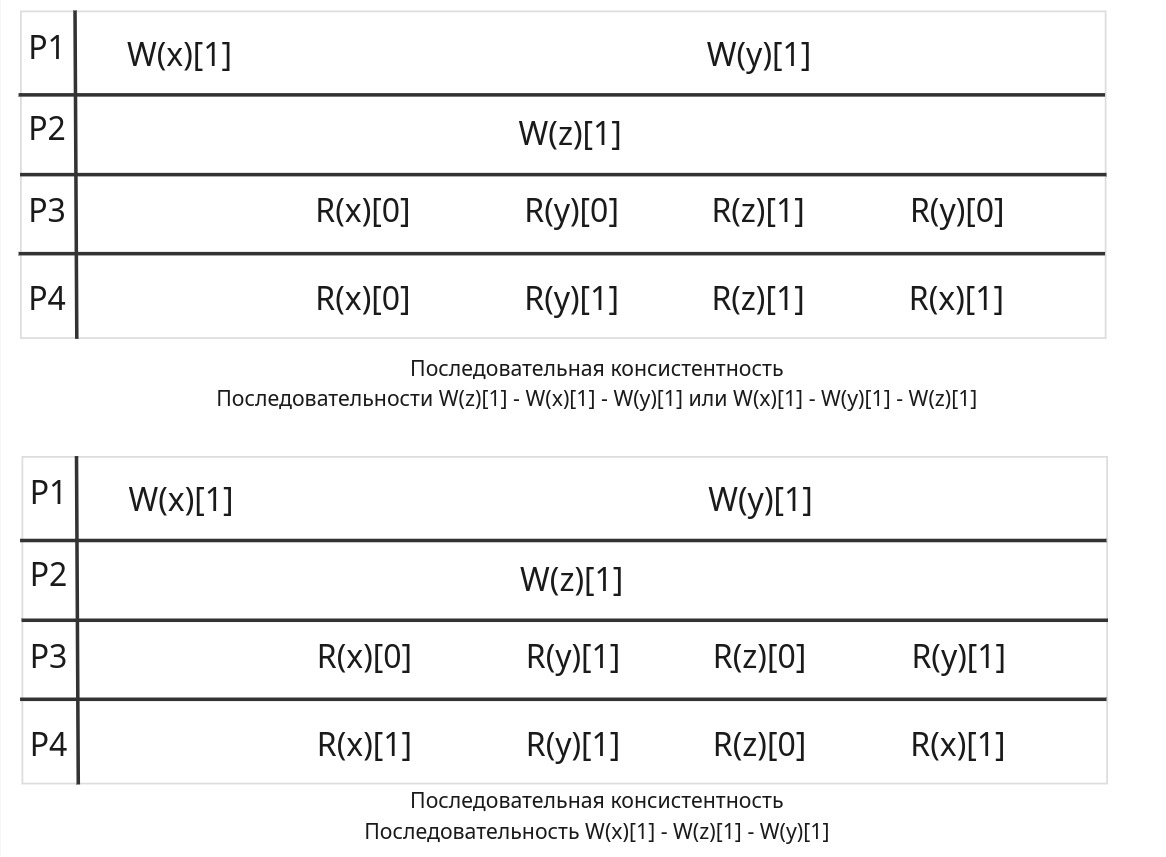 P1 W(x)[1] W(y)[1]
P2 W(z)[1]
P3 R(x)[0] R(y)[0] R(z)[1] R(y)[0]
P4 R(x)[0] R(y)[1] R(z)[1] R(x)[1]
Последовательная консистентность
Последовательности W(z)[1] - W(x)[1] - W(y)[1] или W(x)[1] - W(y)[1] - W(z)[1]
P1 W(x)[1] W(y)[1]
P2 W(z)[1]
P3 R(x)[0] R(y)[1] R(z)[0] R(y)[1]
P4 R(x)[1] R(y)[1] R(z)[0] R(x)[1]
Последовательная консистентность
Последовательность W(x)[1] - W(z)[1] - W(y)[1]